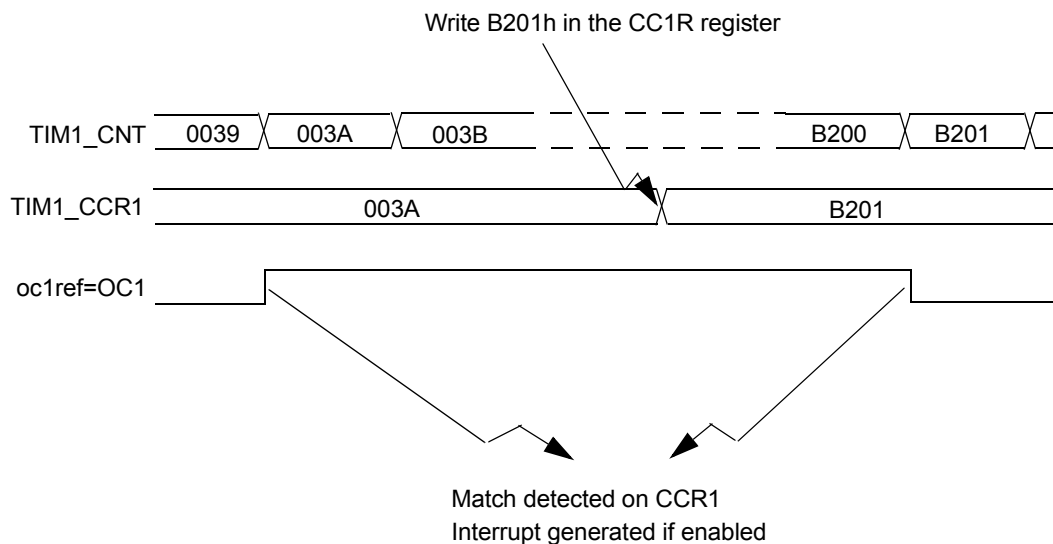 Write B201h in the CC1R register
TIM1_CNT 0039 003A 003B B200 B201
TIM1_CCR1 003A B201
oc1ref=OC1
Match detected on CCR1
Interrupt generated if enabled